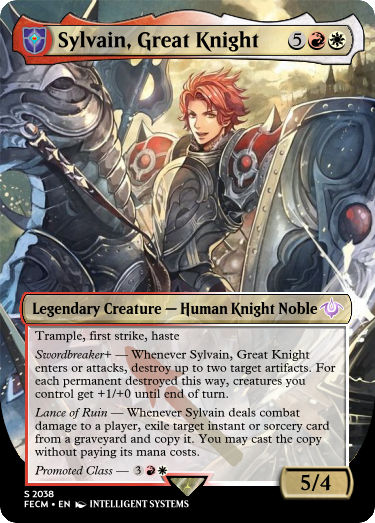 Sylvain, Great Knight 5
Legendary Creature — Human Knight Noble
Trample, first strike, haste
Swordbreaker+ — Whenever Sylvain, Great Knight
enters or attacks, destroy up to two target artifacts. For
each permanent destroyed this way, creatures you
control get +1/+0 until end of turn.
Lance of Ruin — Whenever Sylvain deals combat
damage to a player, exile target instant or sorcery card
from a graveyard and copy it. You may cast the copy
without paying its mana costs.
Promoted Class — 3
5/4
S 2038
FECM • EN INTELLIGENT SYSTEMS